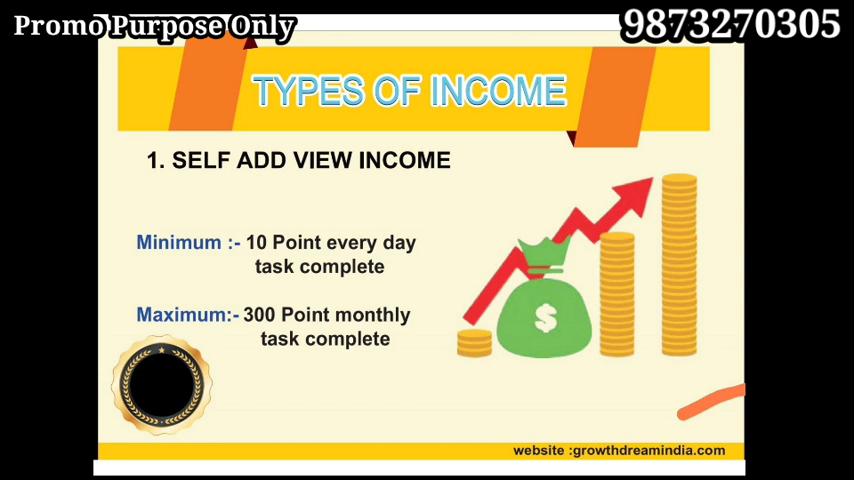 Promo Purpose Only
9873270305
TYPES OF INCOME
1. SELF ADD VIEW INCOME
Minimum :- 10 Point every day
task complete
Maximum:- 300 Point monthly
task complete
$
website :growthdreamindia.com